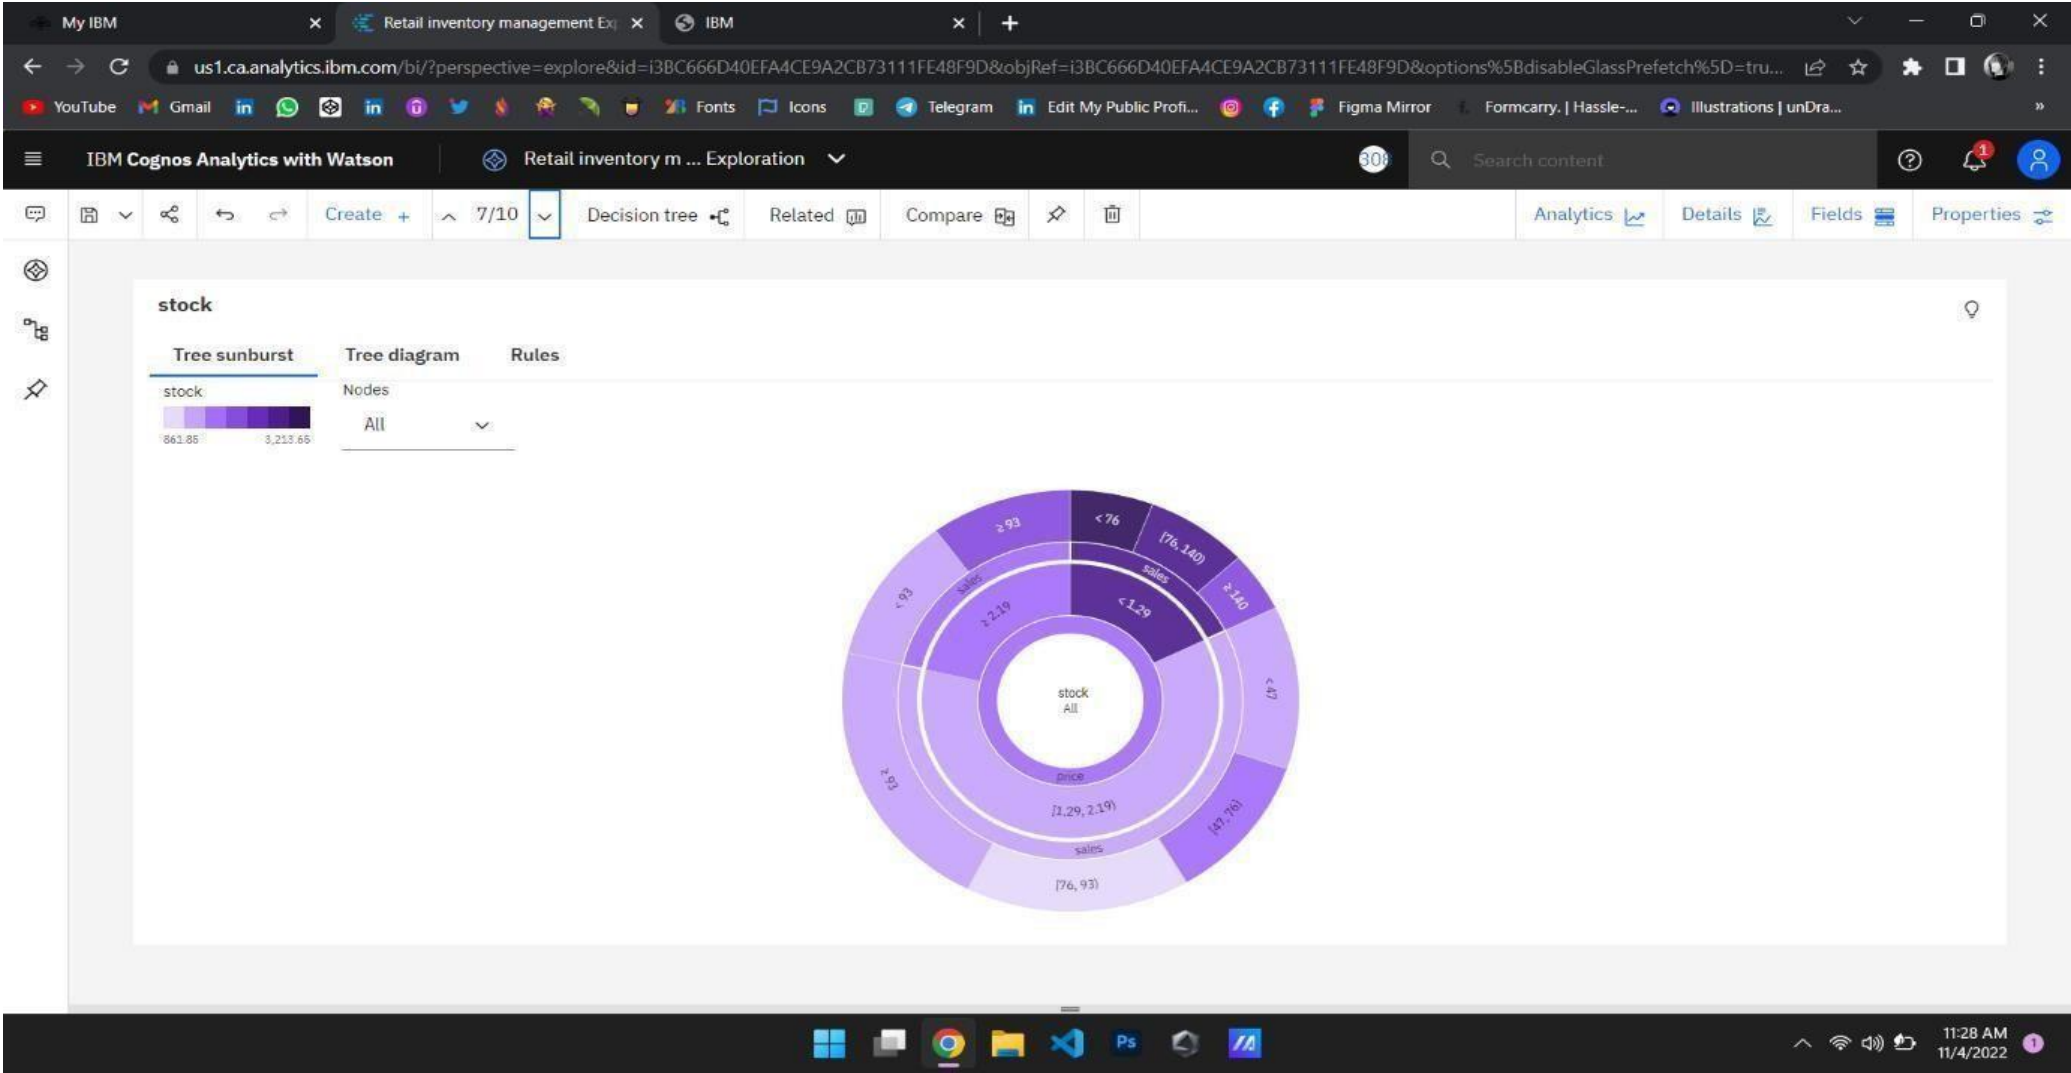 My IBM
Retail inventory management Ex
IBM
us1.ca.analytics.ibm.com/bi/?perspective=explore&id=i3BC666D40EFA4CE9A2CB73111FE48F9D&objRef=i3BC666D40EFA4CE9A2CB73111FE48F9D&options%5BdisableGlassPrefetch%5D=tru...
YouTube Gmail Fonts Icons Telegram Edit My Public Profi... Figma Mirror Formcarry. | Hassle-... Illustrations | unDra... »
IBM Cognos Analytics with Watson
Retail inventory m ... Exploration
308
Search content
1
Create + 7/10 Decision tree Related Compare Analytics Details Fields Properties
stock
Tree sunburst Tree diagram Rules
stock
861.85 3,213.65
Nodes
All
≥ 93
< 76
[76, 140)
≥ 140
sales
< 93
sales
≥ 2.19
< 1.29
< 47
stock
All
≥ 93
price
[1.29, 2.19)
[47, 76)
sales
[76, 93)
Ps
11:28 AM
11/4/2022
1